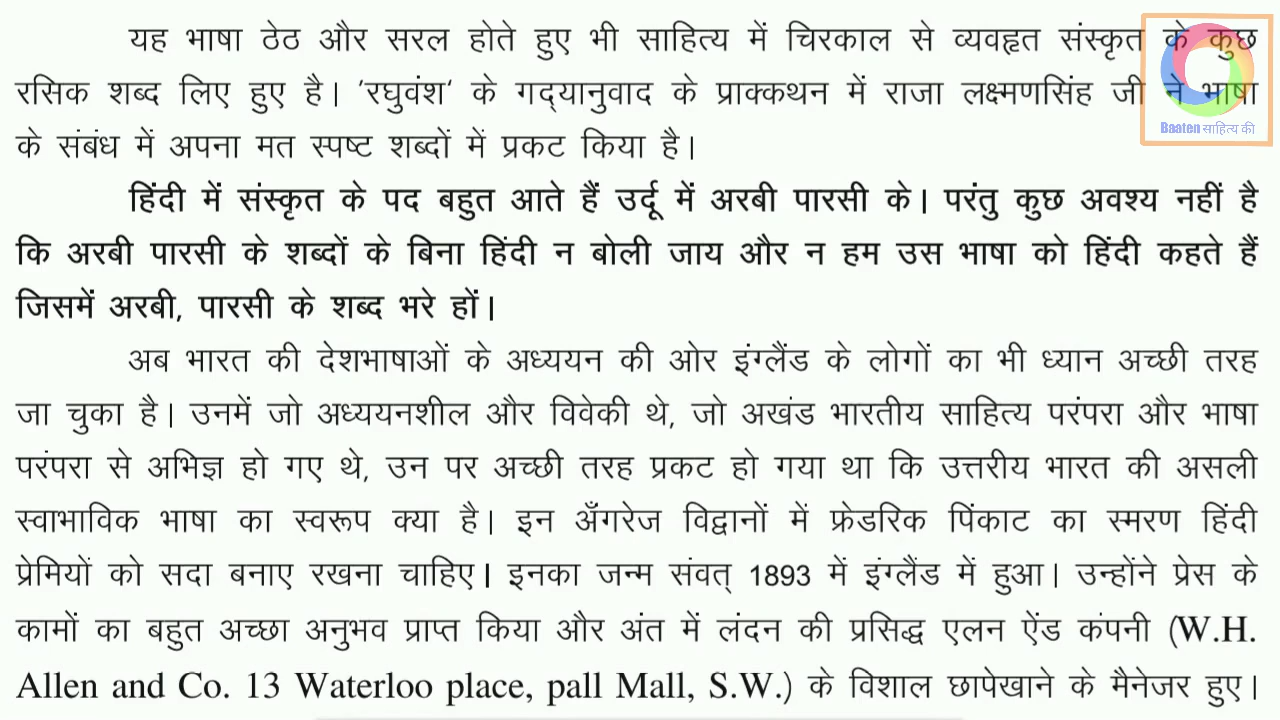 यह भाषा ठेठ और सरल होते हुए भी साहित्य में चिरकाल से व्यवहृत संस्कृत के कुछ
रसिक शब्द लिए हुए है। ’रघुवंश‘ के गद्‌यानुवाद के प्राक्कथन में राजा लक्ष्मणसिंह जी ने भाषा
के संबंध में अपना मत स्पष्ट शब्दों में प्रकट किया है।
Baaten साहित्य की
हिंदी में संस्कृत के पद बहुत आते हैं उर्दू में अरबी पारसी के। परंतु कुछ अवश्य नहीं है
कि अरबी पारसी के शब्दों के बिना हिंदी न बोली जाय और न हम उस भाषा को हिंदी कहते हैं
जिसमें अरबी, पारसी के शब्द भरे हों।
अब भारत की देशभाषाओं के अध्ययन की ओर इंग्लैंड के लोगों का भी ध्यान अच्छी तरह
जा चुका है। उनमें जो अध्ययनशील और विवेकी थे, जो अखंड भारतीय साहित्य परंपरा और भाषा
परंपरा से अभिज्ञ हो गए थे, उन पर अच्छी तरह प्रकट हो गया था कि उत्तरीय भारत की असली
स्वाभाविक भाषा का स्वरूप क्या है। इन अँगरेज विद्वानों में फ्रेडरिक पिंकाट का स्मरण हिंदी
प्रेमियों को सदा बनाए रखना चाहिए। इनका जन्म संवत् 1893 में इंग्लैंड में हुआ। उन्होंने प्रेस के
कामों का बहुत अच्छा अनुभव प्राप्त किया और अंत में लंदन की प्रसिद्ध एलन ऐंड कंपनी (W.H.
Allen and Co. 13 Waterloo place, pall Mall, S.W.) के विशाल छापेखाने के मैनेजर हुए।